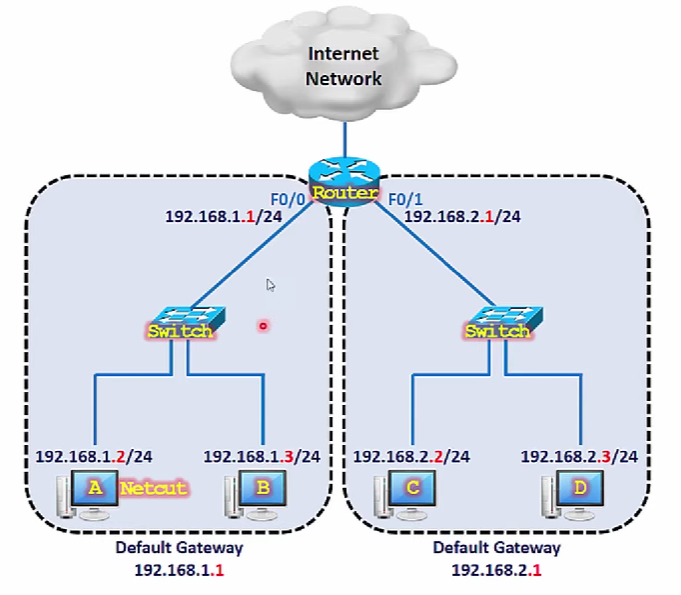 Internet
Network
Router
F0/0
F0/1
192.168.1.1/24
192.168.2.1/24
Switch
Switch
192.168.1.2/24
192.168.1.3/24
192.168.2.2/24
192.168.2.3/24
A
Netcut
B
C
D
Default Gateway
192.168.1.1
Default Gateway
192.168.2.1